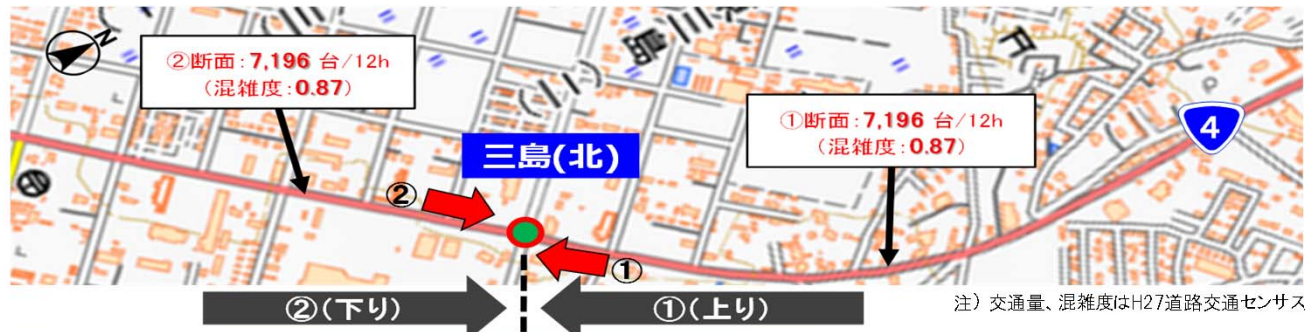 N
②断面:7,196 台/12h
(混雑度:0.87)
三島(北)
①断面:7,196 台/12h
(混雑度:0.87)
4
②
①
②(下り)
①(上り)
注) 交通量、混雑度はH27道路交通センサス